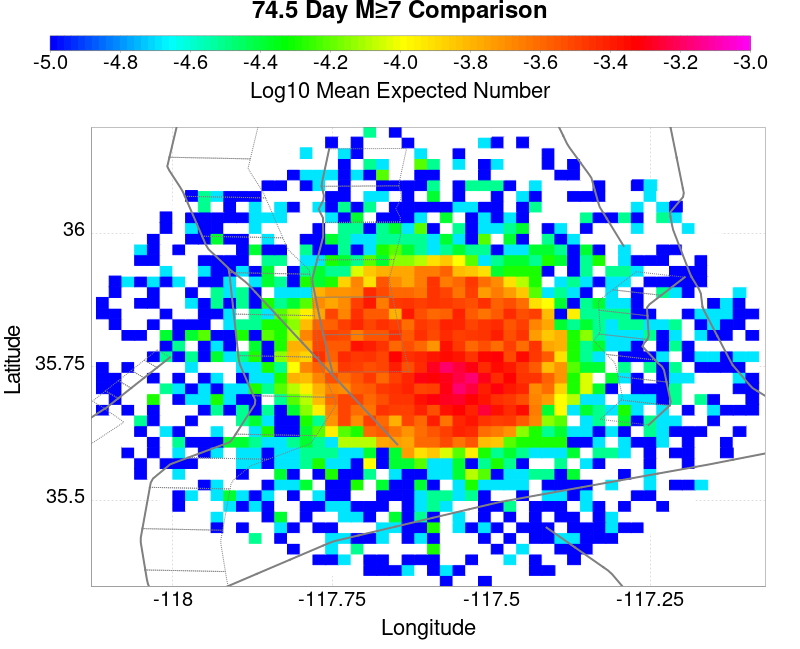 74.5 Day M≥7 Comparison
-5.0 -4.8 -4.6 -4.4 -4.2 -4.0 -3.8 -3.6 -3.4 -3.2 -3.0
Log10 Mean Expected Number
36
35.75
35.5
Latitude
-118 -117.75 -117.5 -117.25
Longitude